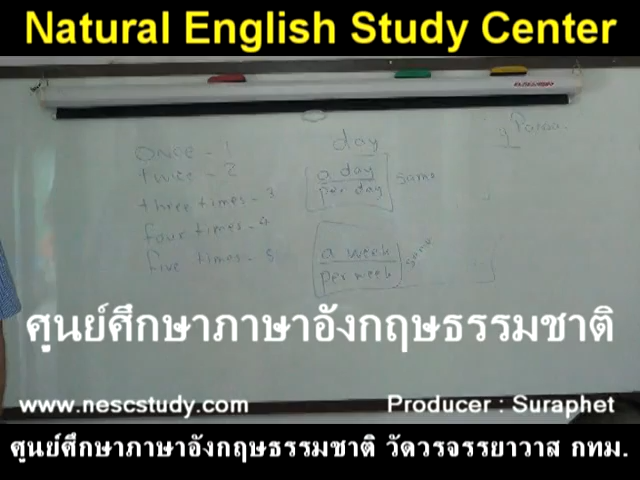 Natural English Study Center
once - 1
twice - 2
three times - 3
four times - 4
five times - 5
day
a day
per day
same
a week
per week
same
ศูนย์ศึกษาภาษาอังกฤษธรรมชาติ
www.nescstudy.com
Producer : Suraphet
ศูนย์ศึกษาภาษาอังกฤษธรรมชาติ วัดวรจรรยาวาส กทม.